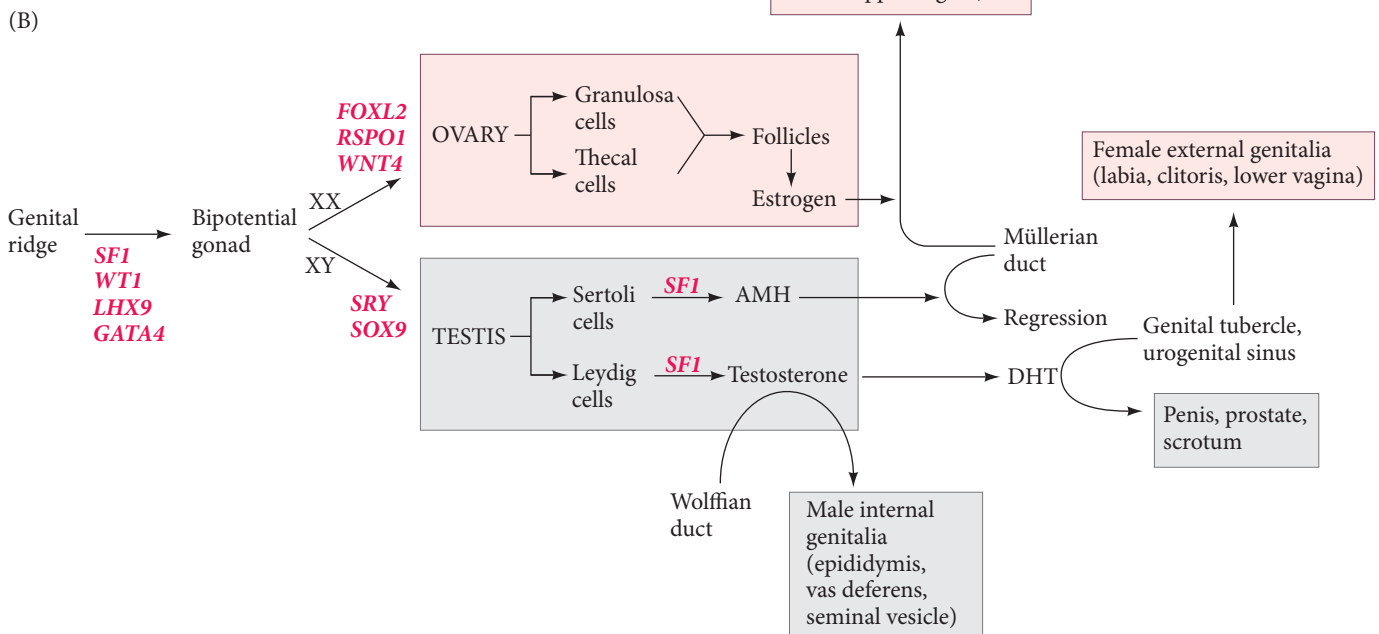 (B)
FOXL2
RSPO1
WNT4
OVARY
Granulosa
cells
Thecal
cells
Follicles
Estrogen
Female external genitalia
(labia, clitoris, lower vagina)
Genital
ridge
SF1
WT1
LHX9
GATA4
Bipotential
gonad
XX
XY
SRY
SOX9
Müllerian
duct
TESTIS
Sertoli
cells
SF1
AMH
Regression
Genital tubercle,
urogenital sinus
Leydig
cells
SF1
Testosterone
DHT
Penis, prostate,
scrotum
Wolffian
duct
Male internal
genitalia
(epididymis,
vas deferens,
seminal vesicle)